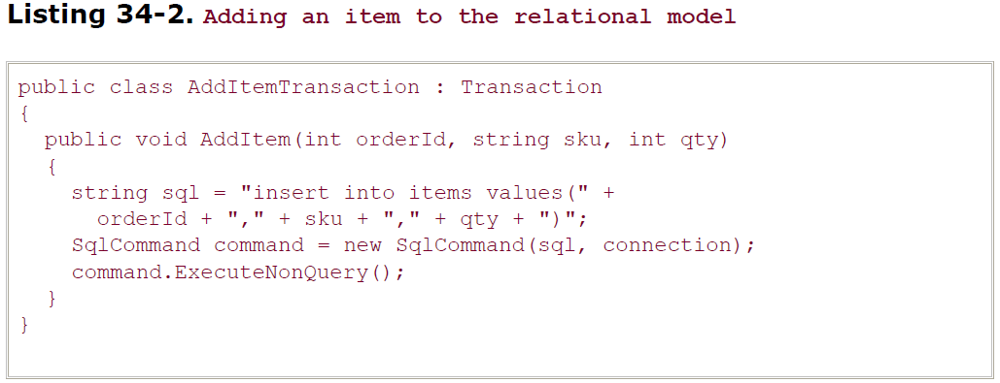 Listing 34-2. Adding an item to the relational model
public class AddItemTransaction : Transaction
{
  public void AddItem(int orderId, string sku, int qty)
  {
    string sql = "insert into items values(" +
      orderId + "," + sku + "," + qty + ")";
    SqlCommand command = new SqlCommand(sql, connection);
    command.ExecuteNonQuery();
  }
}